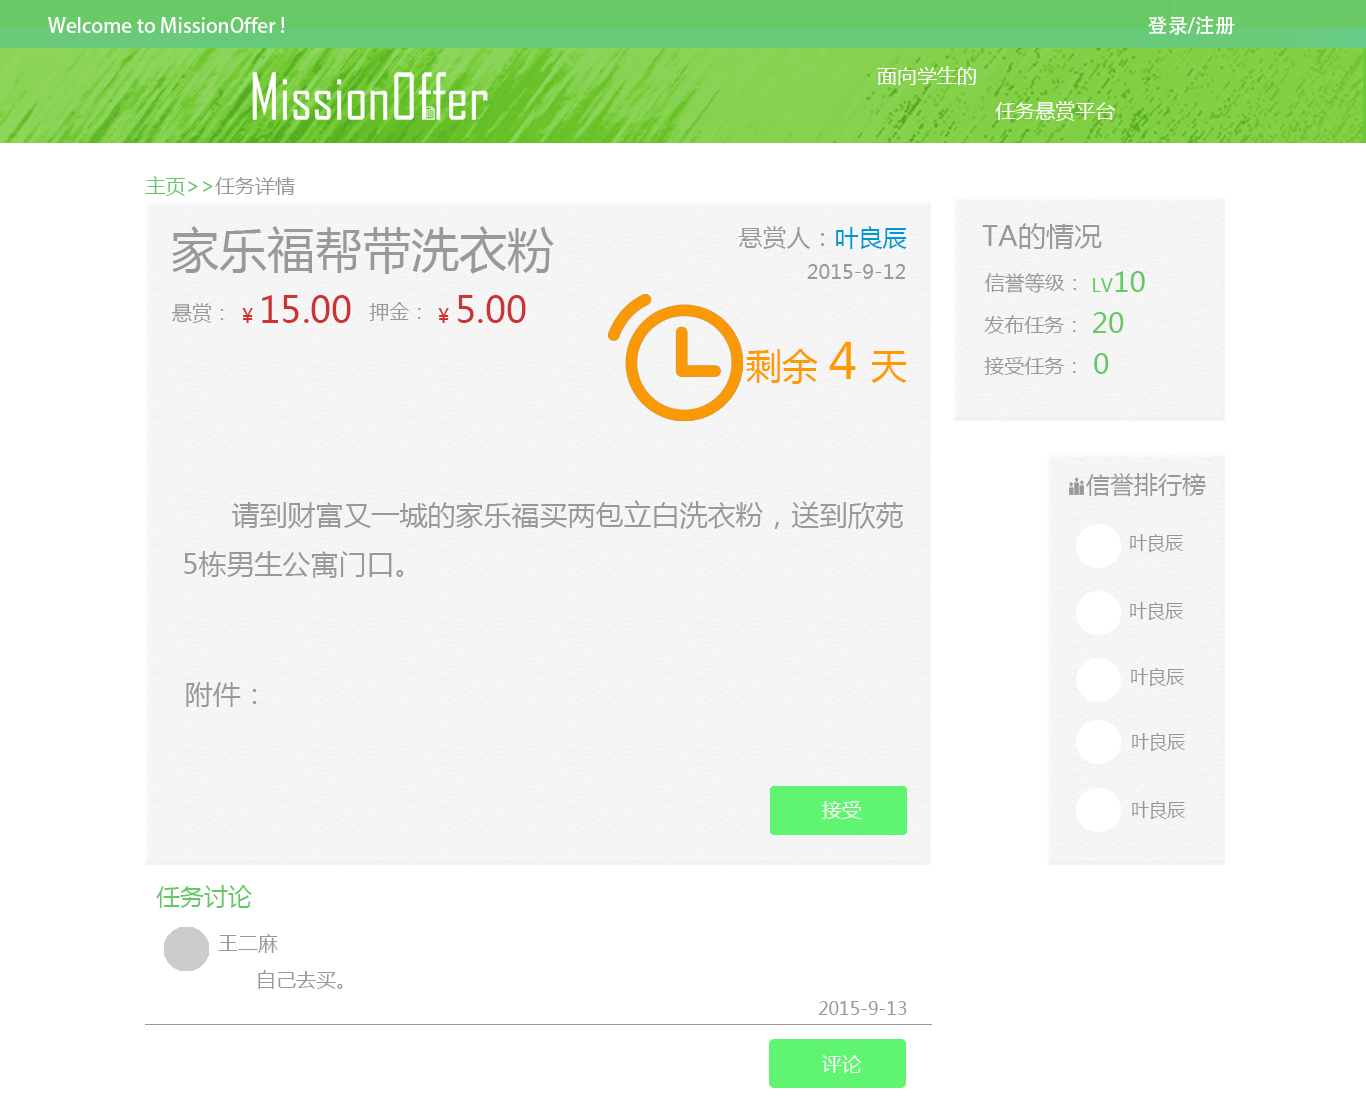 Welcome to MissionOffer !
登录/注册
MissionOffer
面向学生的
任务悬赏平台
主页>>任务详情
家乐福帮带洗衣粉
悬赏人：叶良辰
2015-9-12
悬赏： ¥ 15.00 押金： ¥ 5.00
剩余 4 天
请到财富又一城的家乐福买两包立白洗衣粉，送到欣苑
5栋男生公寓门口。
附件：
接受
TA的情况
信誉等级： LV10
发布任务： 20
接受任务： 0
信誉排行榜
叶良辰
叶良辰
叶良辰
叶良辰
叶良辰
任务讨论
王二麻
自己去买。
2015-9-13
评论